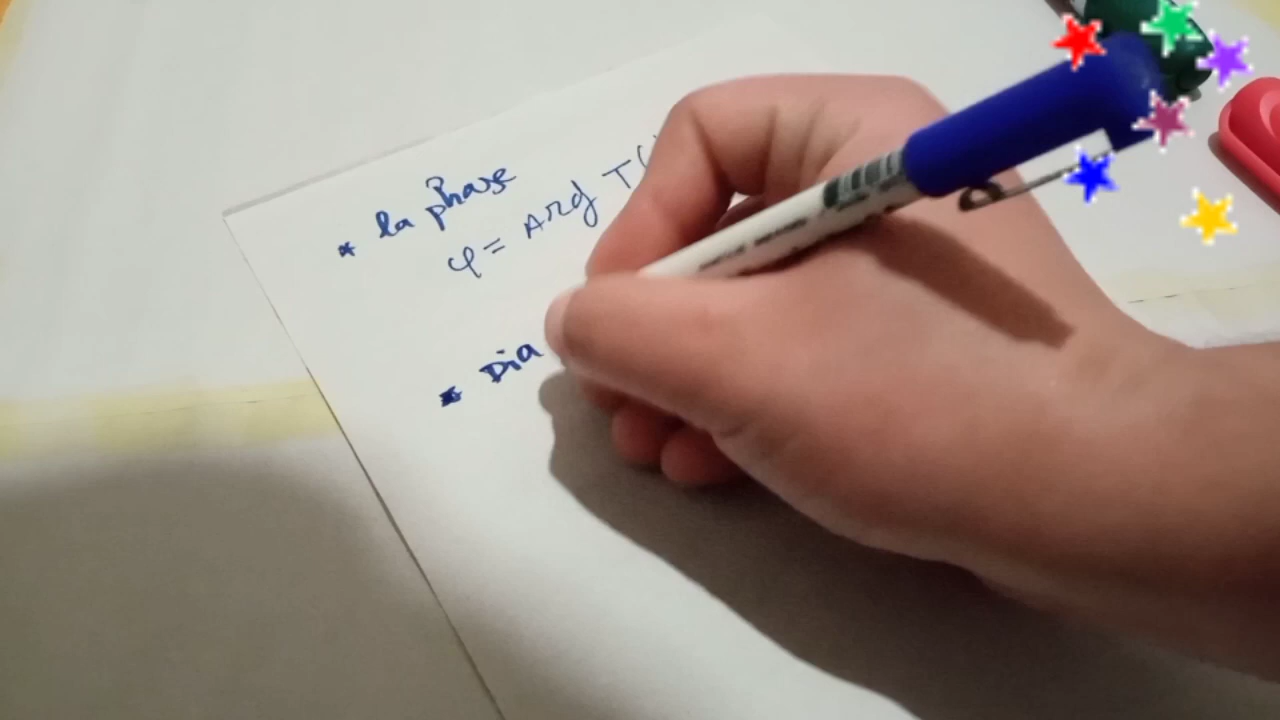 * la phase
φ = Arg T(
* Dia